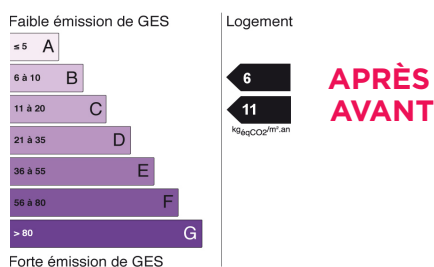 Faible émission de GES
Logement
≤ 5 A
6 à 10 B
6
APRÈS
11 à 20 C
11
AVANT
kgéqCO2/m².an
21 à 35 D
36 à 55 E
56 à 80 F
> 80 G
Forte émission de GES